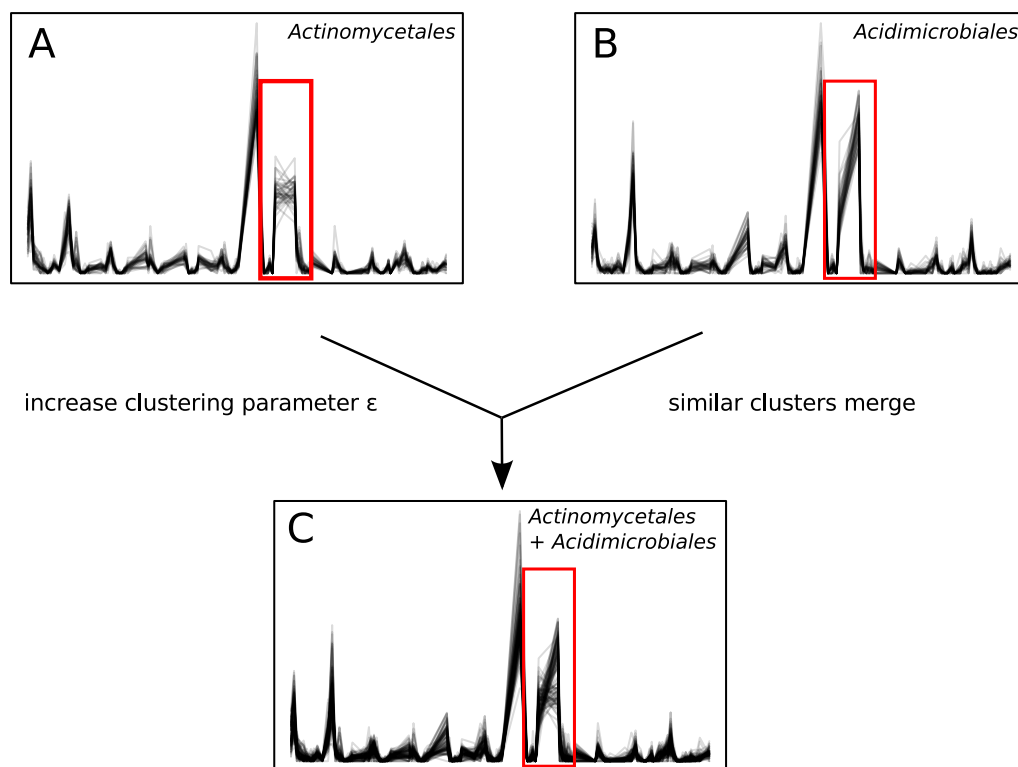 A
Actinomycetales
B
Acidimicrobiales
increase clustering parameter ε
similar clusters merge
C
Actinomycetales
+ Acidimicrobiales